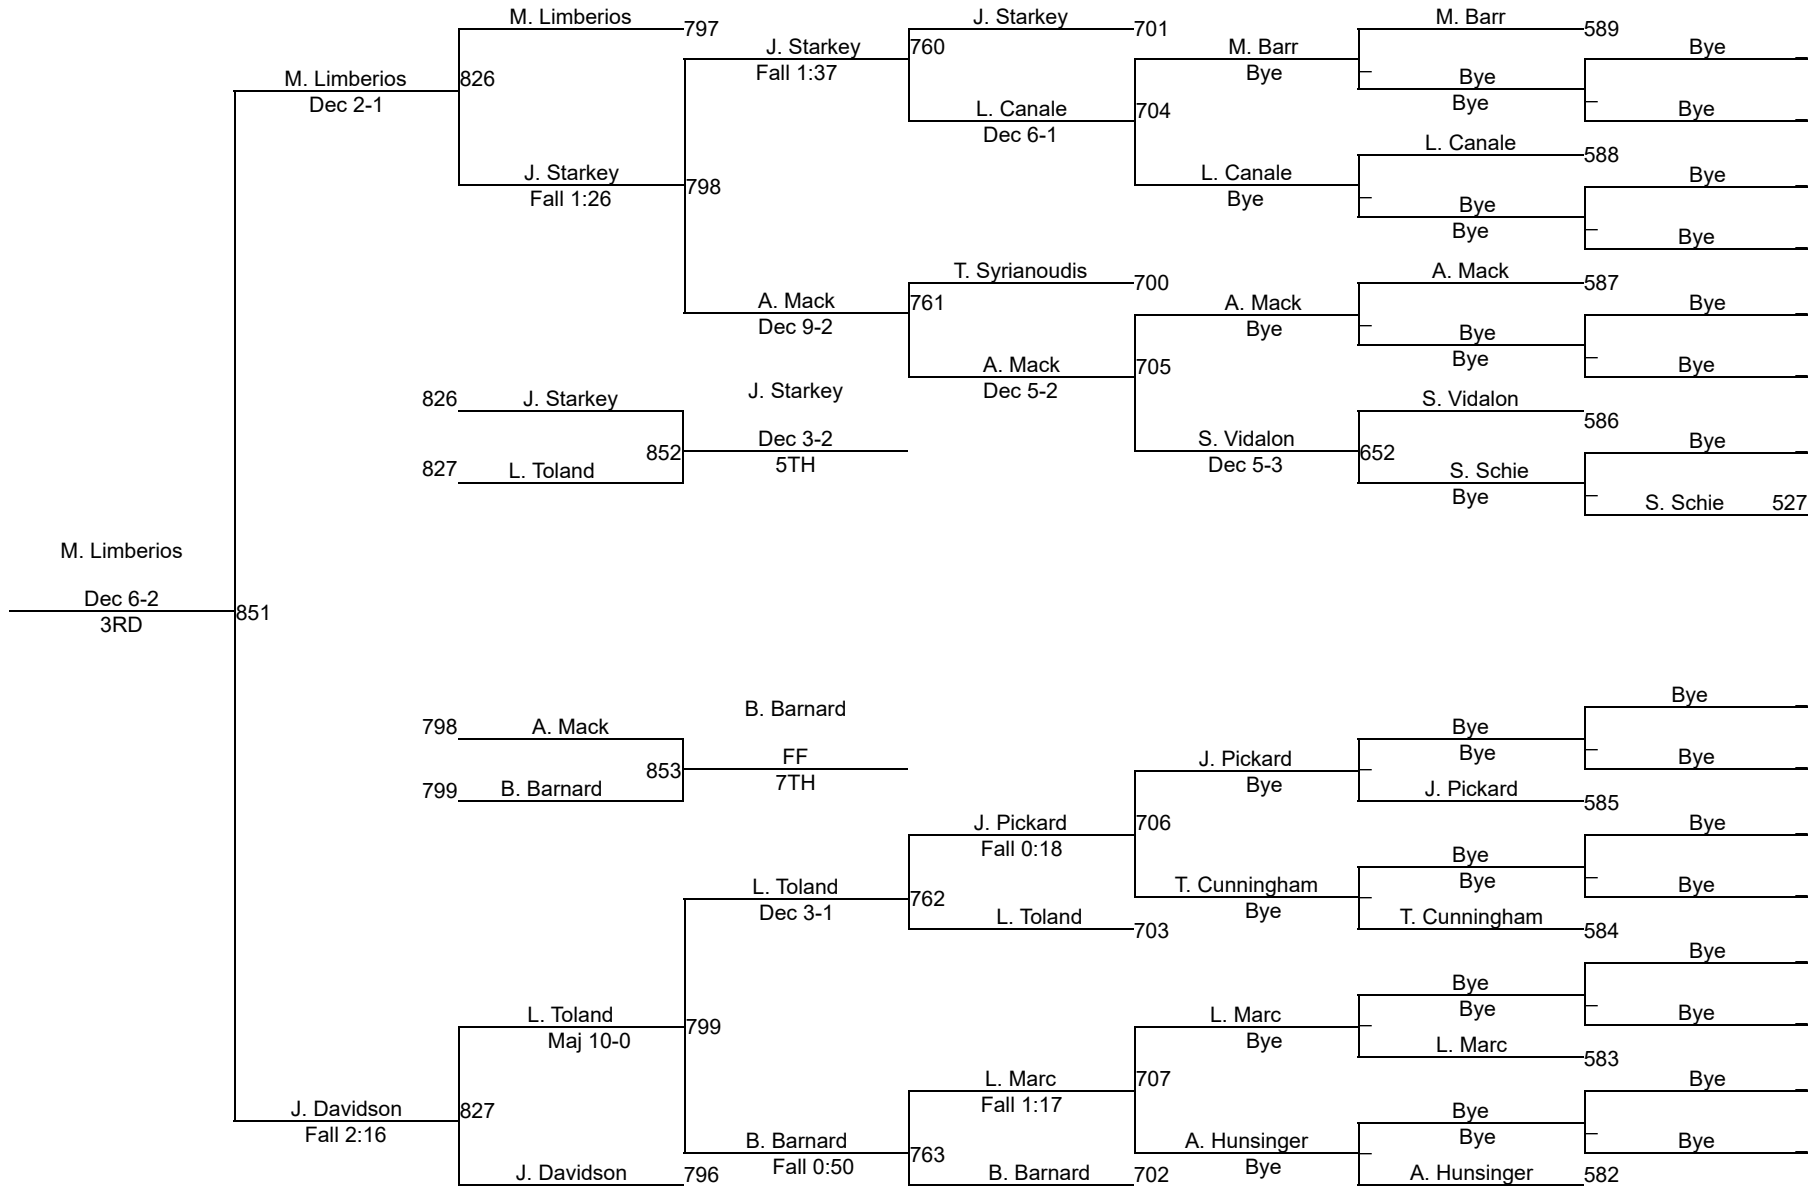 M. Limberios
797
J. Starkey
701
M. Barr
589
J. Starkey
760
M. Barr
Bye
Fall 1:37
Bye
M. Limberios
826
Bye
Dec 2-1
Bye
L. Canale
704
Bye
Dec 6-1
L. Canale
588
J. Starkey
798
L. Canale
Bye
Fall 1:26
Bye
Bye
Bye
Bye
T. Syrianoudis
700
A. Mack
587
A. Mack
761
A. Mack
Bye
Dec 9-2
Bye
Bye
Bye
A. Mack
705
Bye
J. Starkey
Dec 5-2
826
J. Starkey
S. Vidalon
586
Dec 3-2
S. Vidalon
Bye
852
5TH
Dec 5-3
652
827
L. Toland
S. Schie
Bye
S. Schie
527
M. Limberios
Dec 6-2
851
3RD
Bye
B. Barnard
798
A. Mack
Bye
FF
J. Pickard
Bye
Bye
853
7TH
Bye
799
B. Barnard
J. Pickard
585
J. Pickard
706
Bye
Fall 0:18
Bye
L. Toland
762
T. Cunningham
Bye
Bye
Dec 3-1
Bye
L. Toland
703
T. Cunningham
584
Bye
Bye
L. Toland
799
L. Marc
Bye
Bye
Maj 10-0
Bye
L. Marc
583
L. Marc
707
Bye
Fall 1:17
J. Davidson
827
Bye
Fall 2:16
B. Barnard
763
A. Hunsinger
Bye
Bye
Fall 0:50
Bye
J. Davidson
796
B. Barnard
702
A. Hunsinger
582